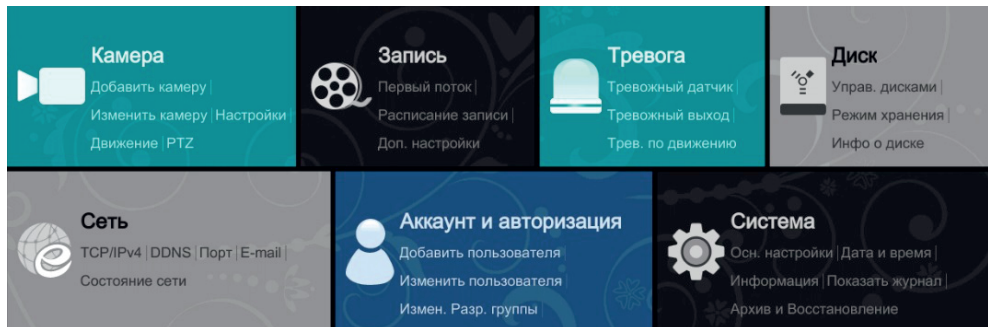 Камера
Добавить камеру |
Изменить камеру | Настройки |
Движение | PTZ
Запись
Первый поток |
Расписание записи |
Доп. настройки
Тревога
Тревожный датчик |
Тревожный выход |
Трев. по движению
Диск
Управ. дисками |
Режим хранения |
Инфо о диске
Сеть
TCP/IPv4 | DDNS | Порт | E-mail |
Состояние сети
Аккаунт и авторизация
Добавить пользователя |
Изменить пользователя |
Измен. Разр. группы |
Система
Осн. настройки | Дата и время |
Информация | Показать журнал |
Архив и Восстановление